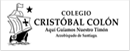 COLEGIO
CRISTÓBAL COLÓN
Aquí Guiamos Nuestro Timón
Arzobispado de Santiago